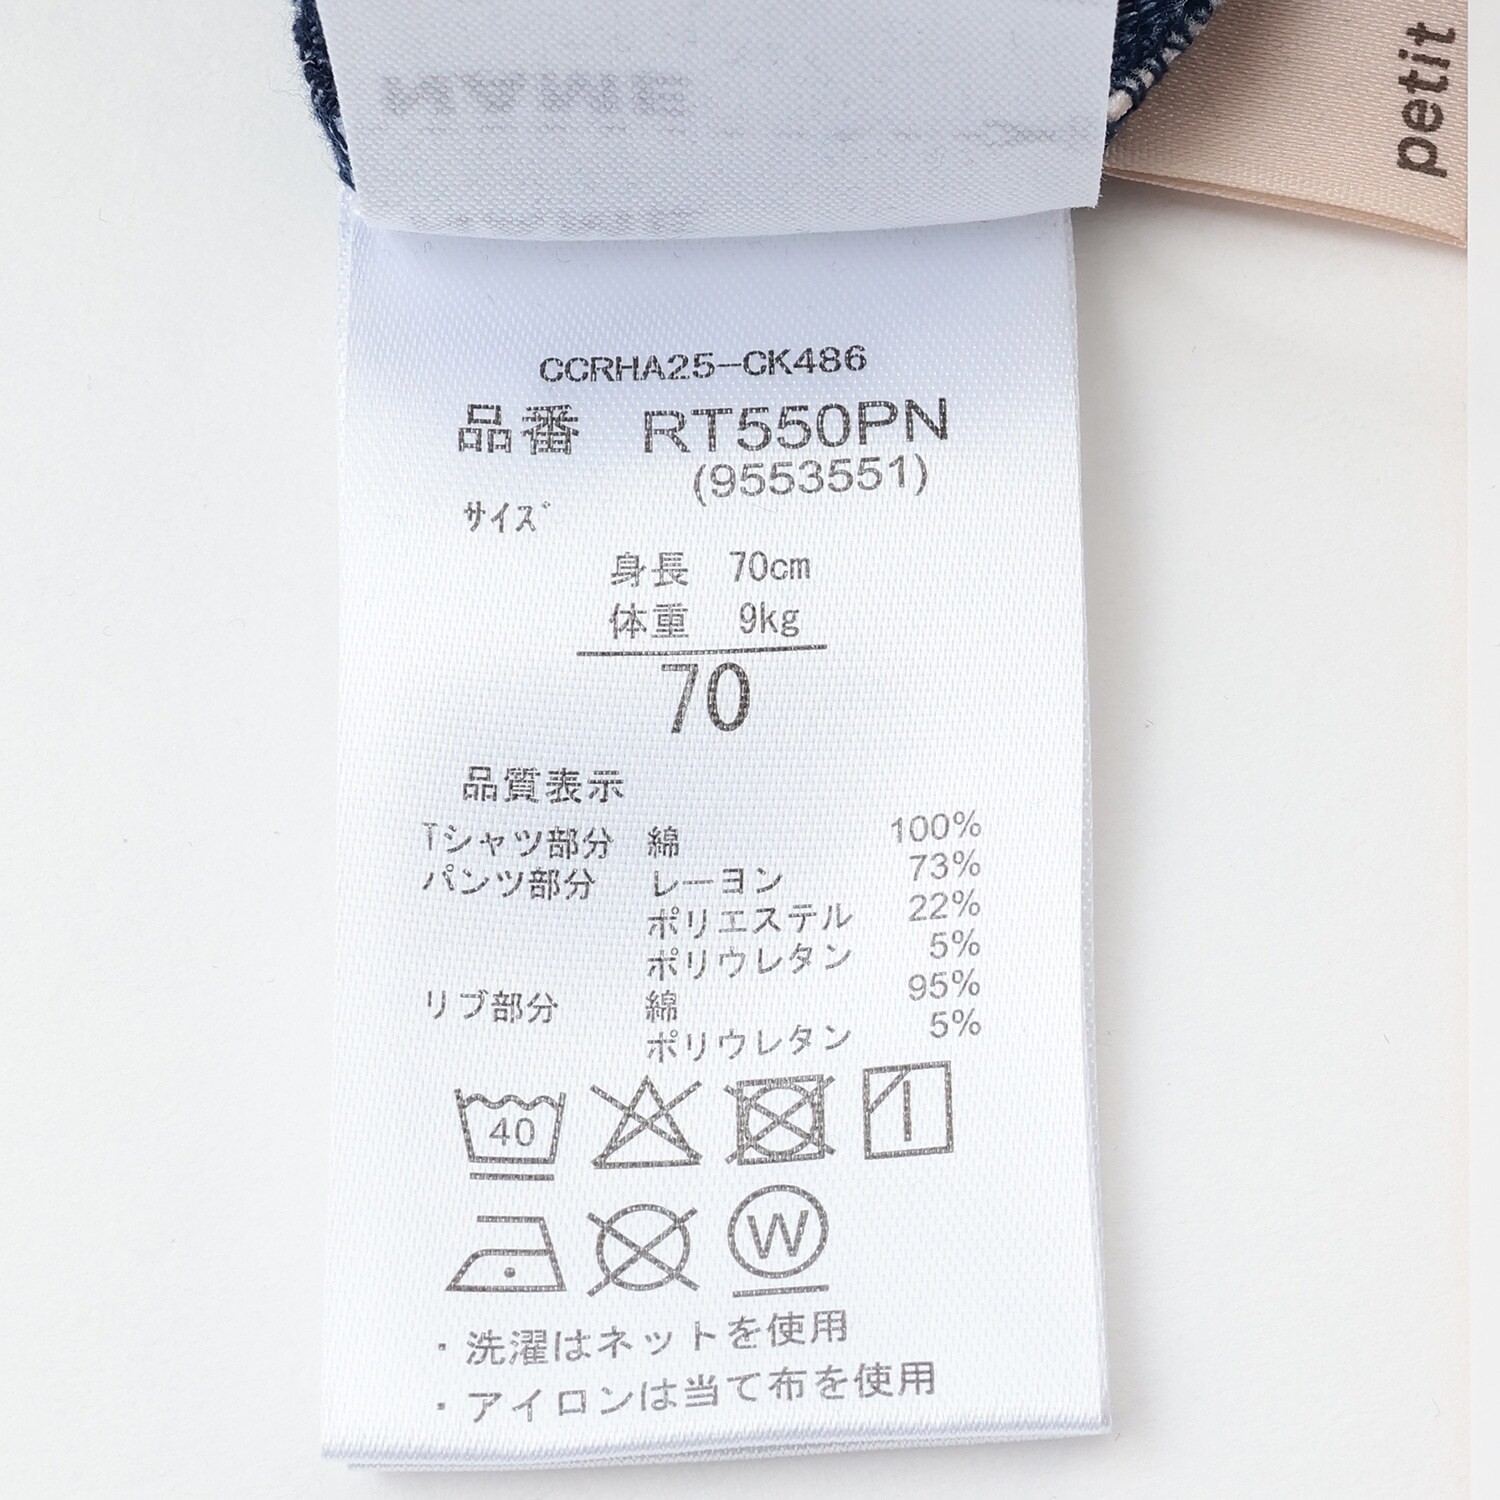 petit
CCRHA25-CK486
品番 RT550PN
(9553551)
サイズ
身長 70cm
体重 9kg
70
品質表示
Tシャツ部分 綿 100%
パンツ部分 レーヨン 73%
ポリエステル 22%
ポリウレタン 5%
リブ部分 綿 95%
ポリウレタン 5%
40
W
・洗濯はネットを使用
・アイロンは当て布を使用